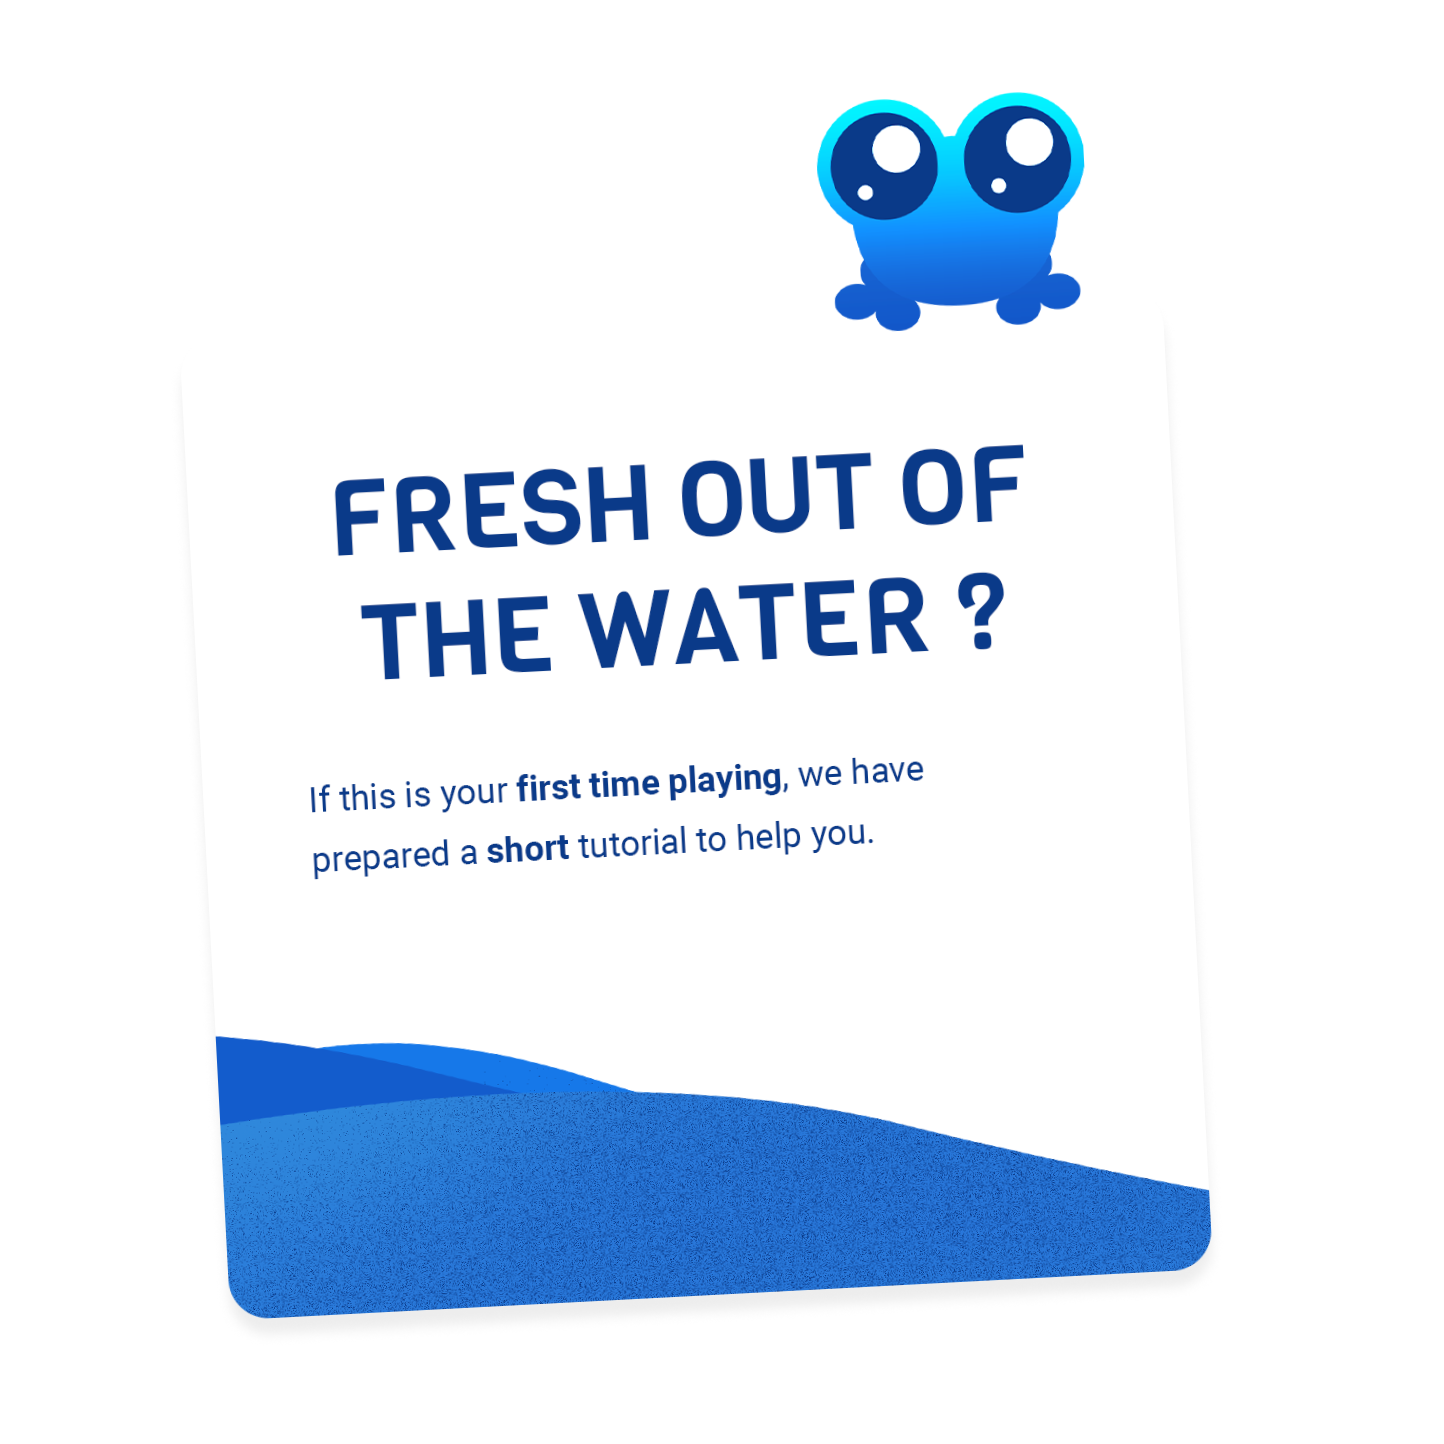 FRESH OUT OF
THE WATER ?
If this is your first time playing, we have
prepared a short tutorial to help you.